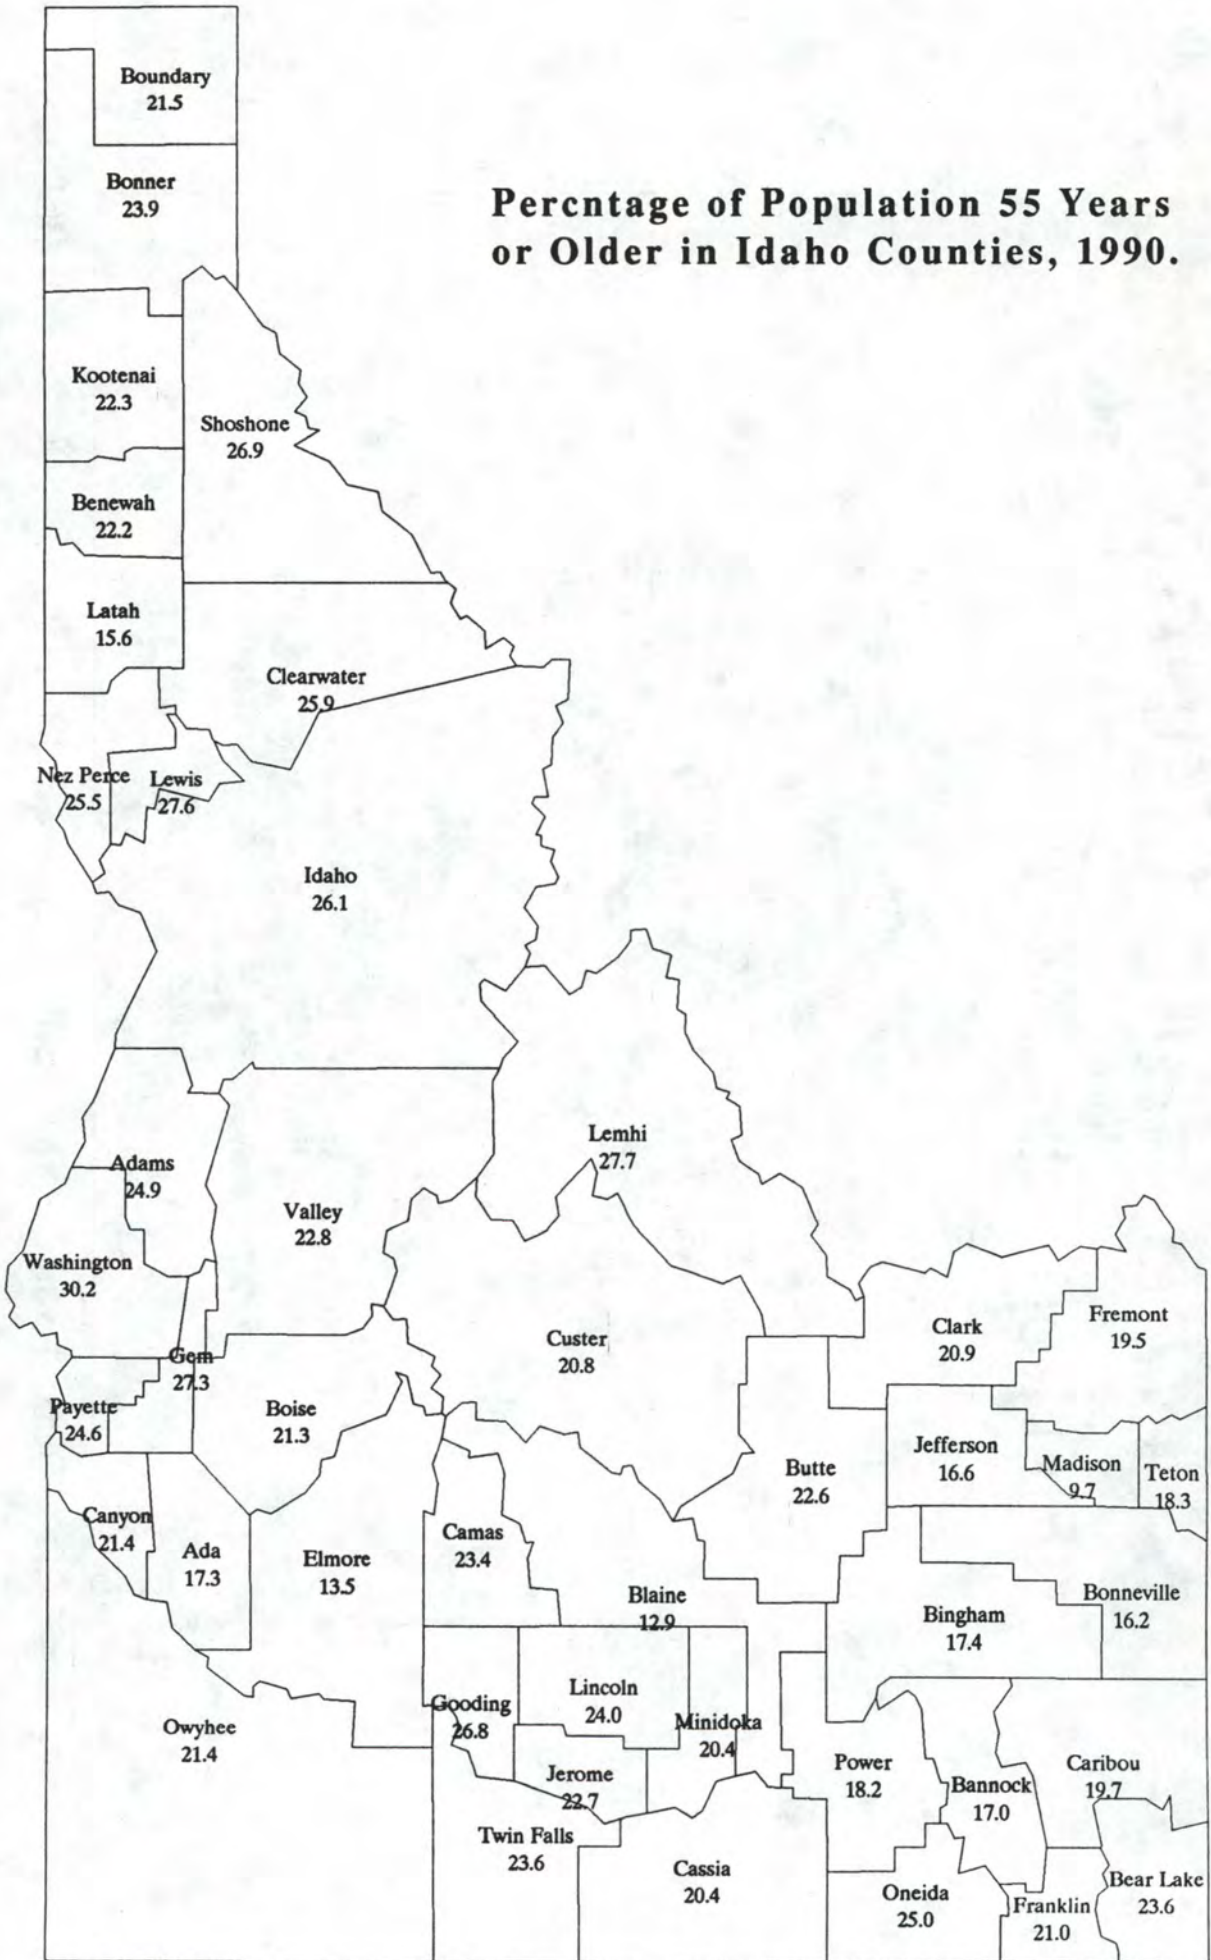 Boundary
21.5
Bonner
23.9
Percntage of Population 55 Years
or Older in Idaho Counties, 1990.
Kootenai
22.3
Shoshone
26.9
Benewah
22.2
Latah
15.6
Clearwater
25.9
Nez Perce
25.5
Lewis
27.6
Idaho
26.1
Lemhi
27.7
Adams
24.9
Valley
22.8
Washington
30.2
Custer
20.8
Clark
20.9
Fremont
19.5
Gem
27.3
Payette
24.6
Boise
21.3
Butte
22.6
Jefferson
16.6
Madison
9.7
Teton
18.3
Canyon
21.4
Ada
17.3
Elmore
13.5
Camas
23.4
Blaine
12.9
Bingham
17.4
Bonneville
16.2
Owyhee
21.4
Gooding
26.8
Lincoln
24.0
Minidoka
20.4
Jerome
22.7
Power
18.2
Bannock
17.0
Caribou
19.7
Twin Falls
23.6
Cassia
20.4
Oneida
25.0
Franklin
21.0
Bear Lake
23.6